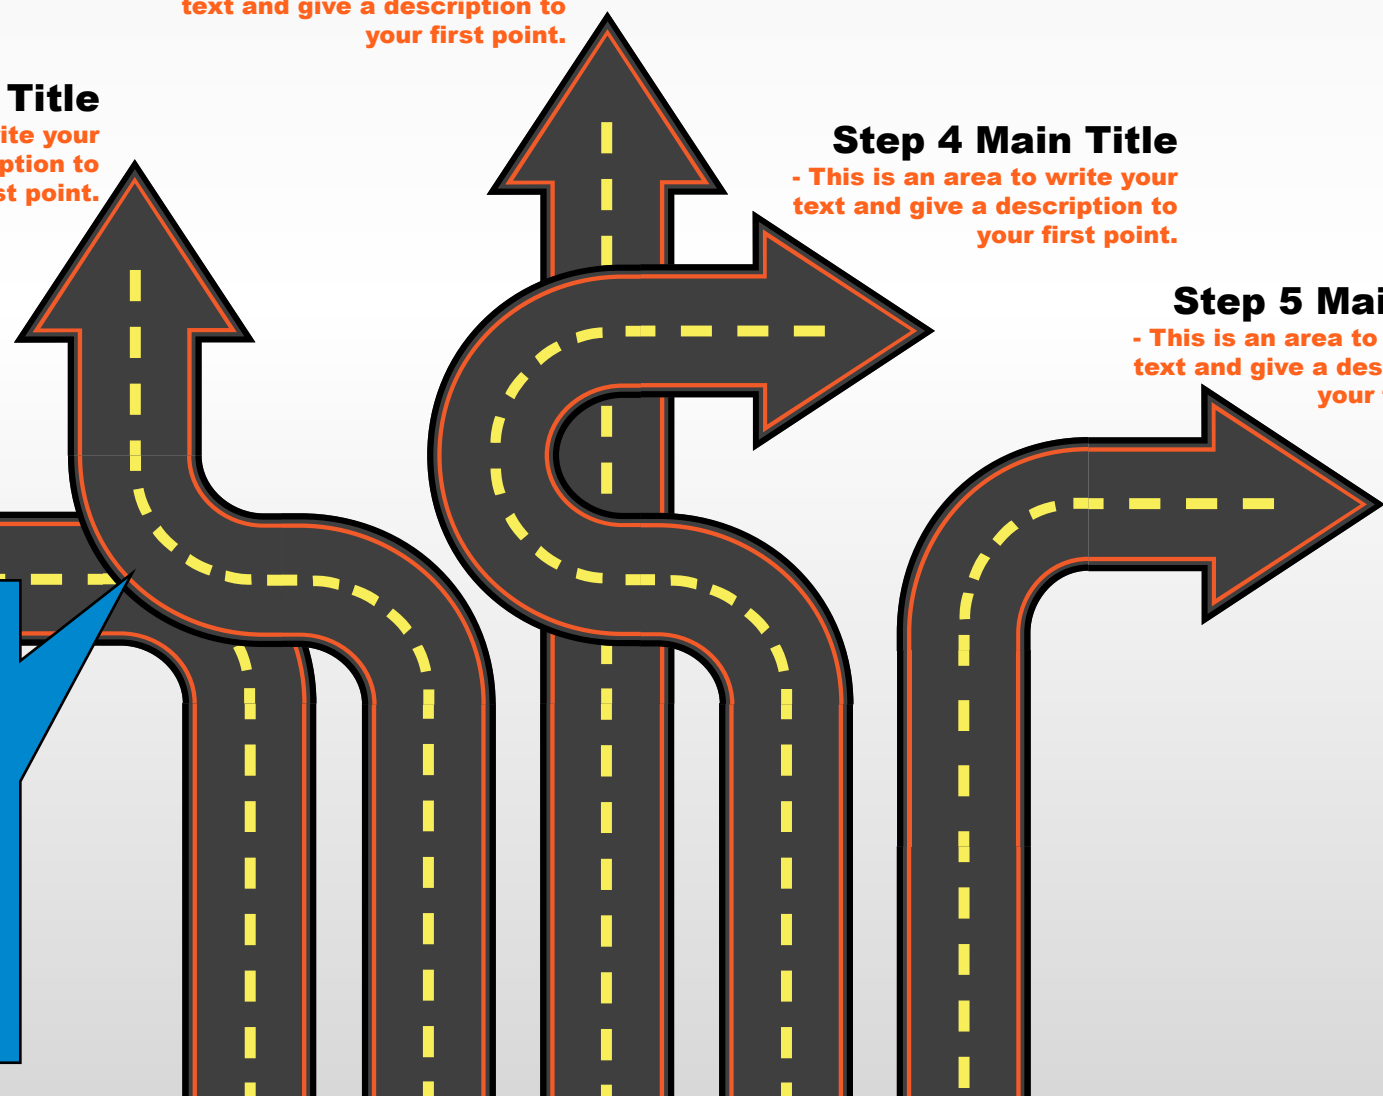 text and give a description to
your first point.
Title
ite your
ption to
st point.
Step 4 Main Title
- This is an area to write your
text and give a description to
your first point.
Step 5 Mai
- This is an area to
text and give a des
your